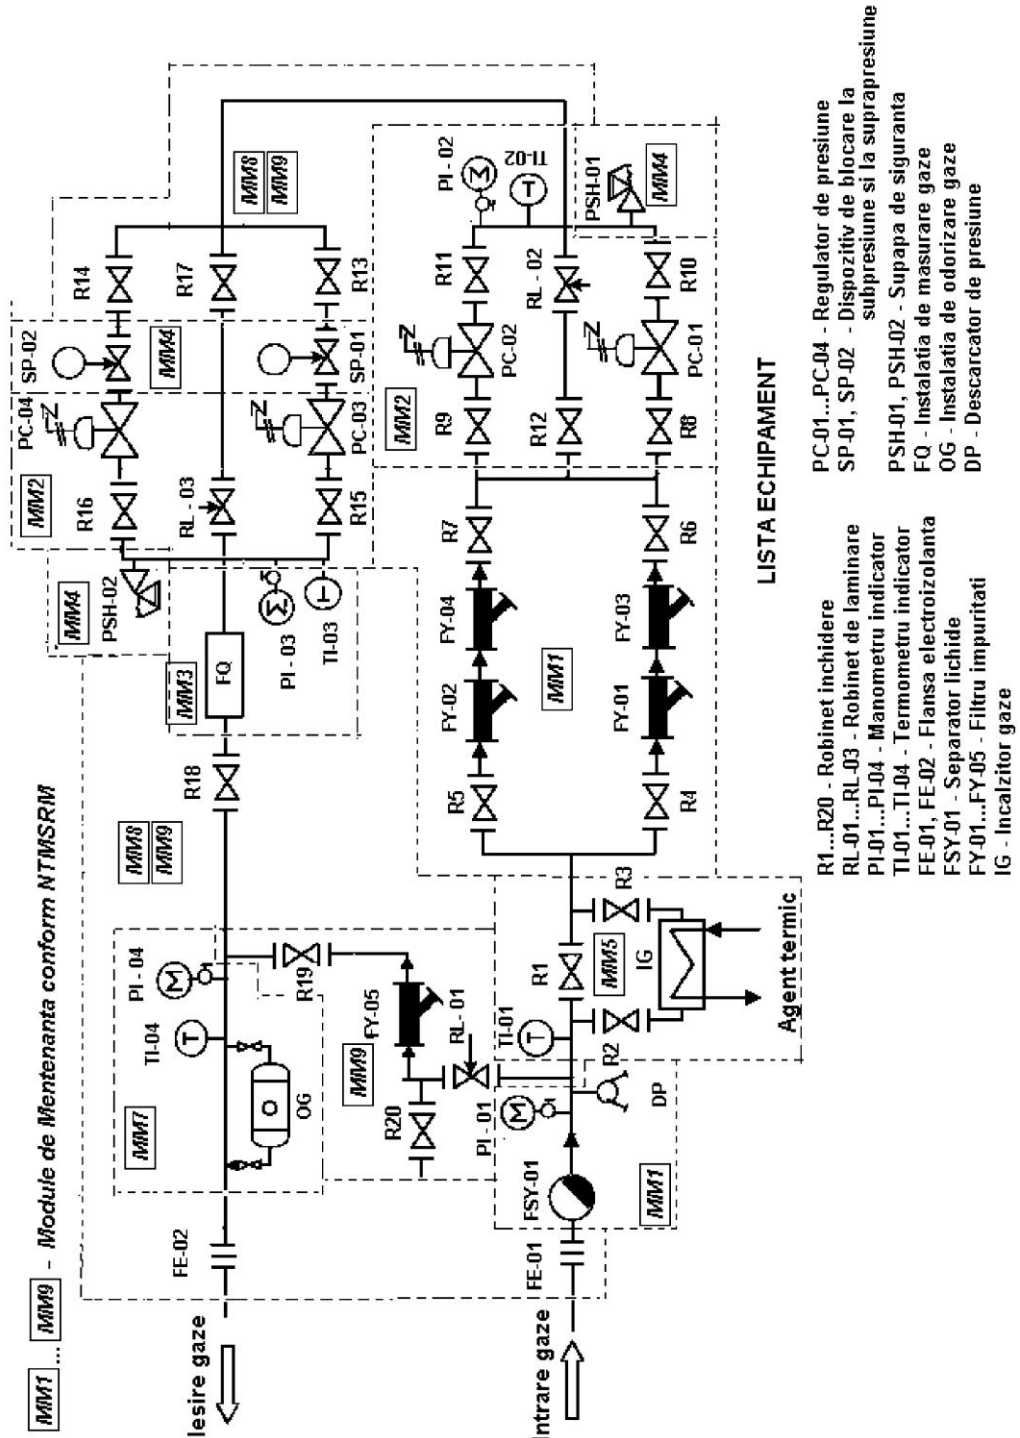 MM1 ... MM9 - Module de Mentenanta conform NTMSRM
Iesire gaze
FE-02
MM7
OG
TI-04
PI - 04
MM8
MM9
R18
MM3
FQ
MM4
PSH-02
PI - 03
TI-03
MM2
R16
PC-04
SP-02
R14
RL - 03
R17
MM8
MM9
R15
PC-03
MM4
SP-01
R13
R19
FY-05
MM9
RL - 01
R20
Intrare gaze
FE-01
FSY-01
MM1
PI - 01
DP
TI-01
R2
R1
MM5
IG
R3
Agent termic
R5
FY-02
FY-04
R7
MM1
R4
FY-01
FY-03
R6
MM2
R9
PC-02
R11
PI - 02
TI-02
R12
RL - 02
PSH-01
MM4
R8
PC-01
R10
LISTA ECHIPAMENT
R1...R20 - Robinet inchidere
RL-01...RL-03 - Robinet de laminare
PI-01...PI-04 - Manometru indicator
TI-01...TI-04 - Termometru indicator
FE-01, FE-02 - Flansa electroizolanta
FSY-01 - Separator lichide
FY-01...FY-05 - Filtru impuritati
IG - Incalzitor gaze
PC-01...PC-04 - Regulator de presiune
SP-01, SP-02 - Dispozitiv de blocare la
subpresiune si la suprapresiune
PSH-01, PSH-02 - Supapa de siguranta
FQ - Instalatia de masurare gaze
OG - Instalatia de odorizare gaze
DP - Descarcator de presiune